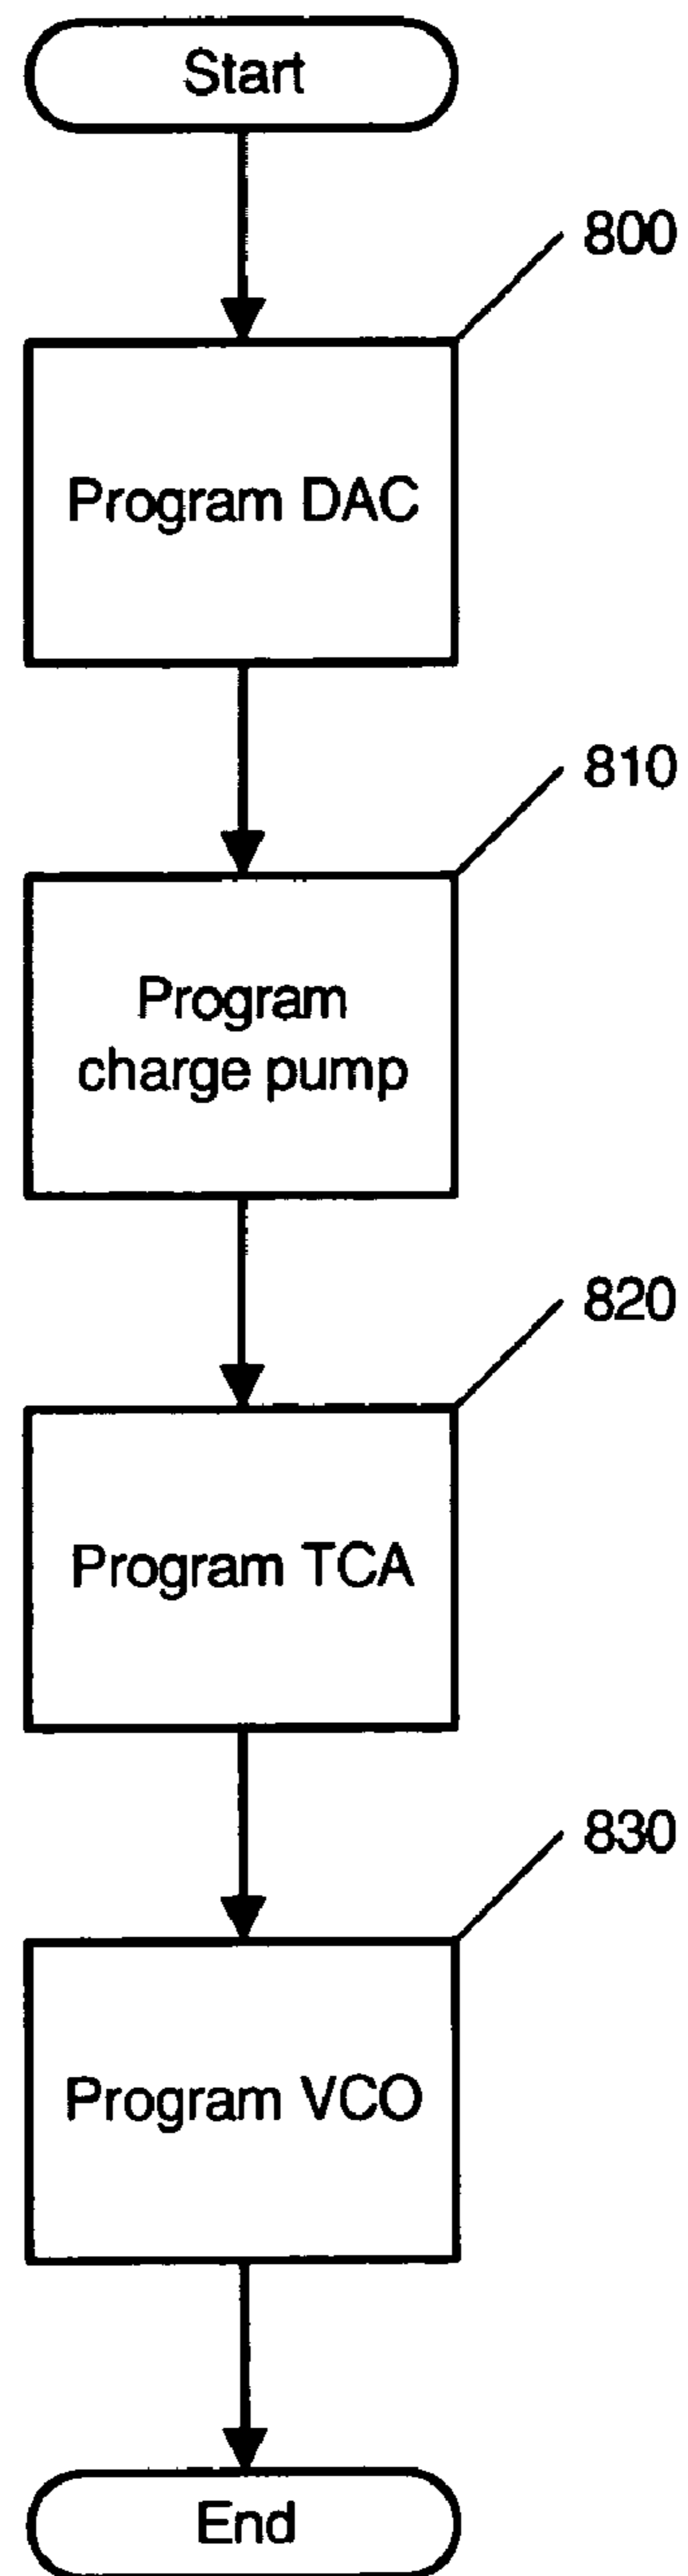 Start
800
Program DAC
810
Program
charge pump
820
Program TCA
830
Program VCO
End